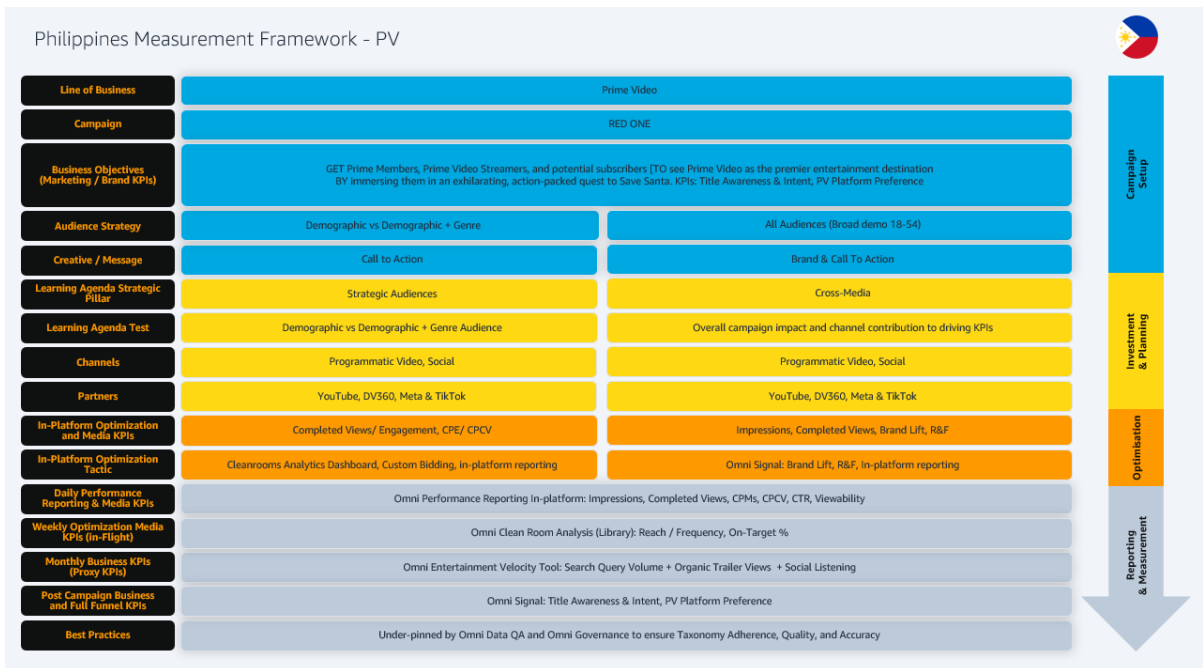 Philippines Measurement Framework - PV
Line of Business
Prime Video
Campaign
RED ONE
Business Objectives
(Marketing / Brand KPIs)
GET Prime Members, Prime Video Streamers, and potential subscribers [TO see Prime Video as the premier entertainment destination
BY immersing them in an exhilarating, action-packed quest to Save Santa. KPIs: Title Awareness & Intent, PV Platform Preference
Audience Strategy
Demographic vs Demographic + Genre
All Audiences (Broad demo 18-54)
Creative / Message
Call to Action
Brand & Call To Action
Campaign
Setup
Learning Agenda Strategic
Pillar
Strategic Audiences
Cross-Media
Learning Agenda Test
Demographic vs Demographic + Genre Audience
Overall campaign impact and channel contribution to driving KPIs
Channels
Programmatic Video, Social
Programmatic Video, Social
Partners
YouTube, DV360, Meta & TikTok
YouTube, DV360, Meta & TikTok
Investment
& Planning
In-Platform Optimization
and Media KPIs
Completed Views/ Engagement, CPE/ CPCV
Impressions, Completed Views, Brand Lift, R&F
In-Platform Optimization
Tactic
Cleanrooms Analytics Dashboard, Custom Bidding, in-platform reporting
Omni Signal: Brand Lift, R&F, In-platform reporting
Optimisation
Daily Performance
Reporting & Media KPIs
Omni Performance Reporting In-platform: Impressions, Completed Views, CPMs, CPCV, CTR, Viewability
Weekly Optimization Media
KPIs (in-Flight)
Omni Clean Room Analysis (Library): Reach / Frequency, On-Target %
Monthly Business KPIs
(Proxy KPIs)
Omni Entertainment Velocity Tool: Search Query Volume + Organic Trailer Views + Social Listening
Post Campaign Business
and Full Funnel KPIs
Omni Signal: Title Awareness & Intent, PV Platform Preference
Best Practices
Under-pinned by Omni Data QA and Omni Governance to ensure Taxonomy Adherence, Quality, and Accuracy
Reporting
& Measurement